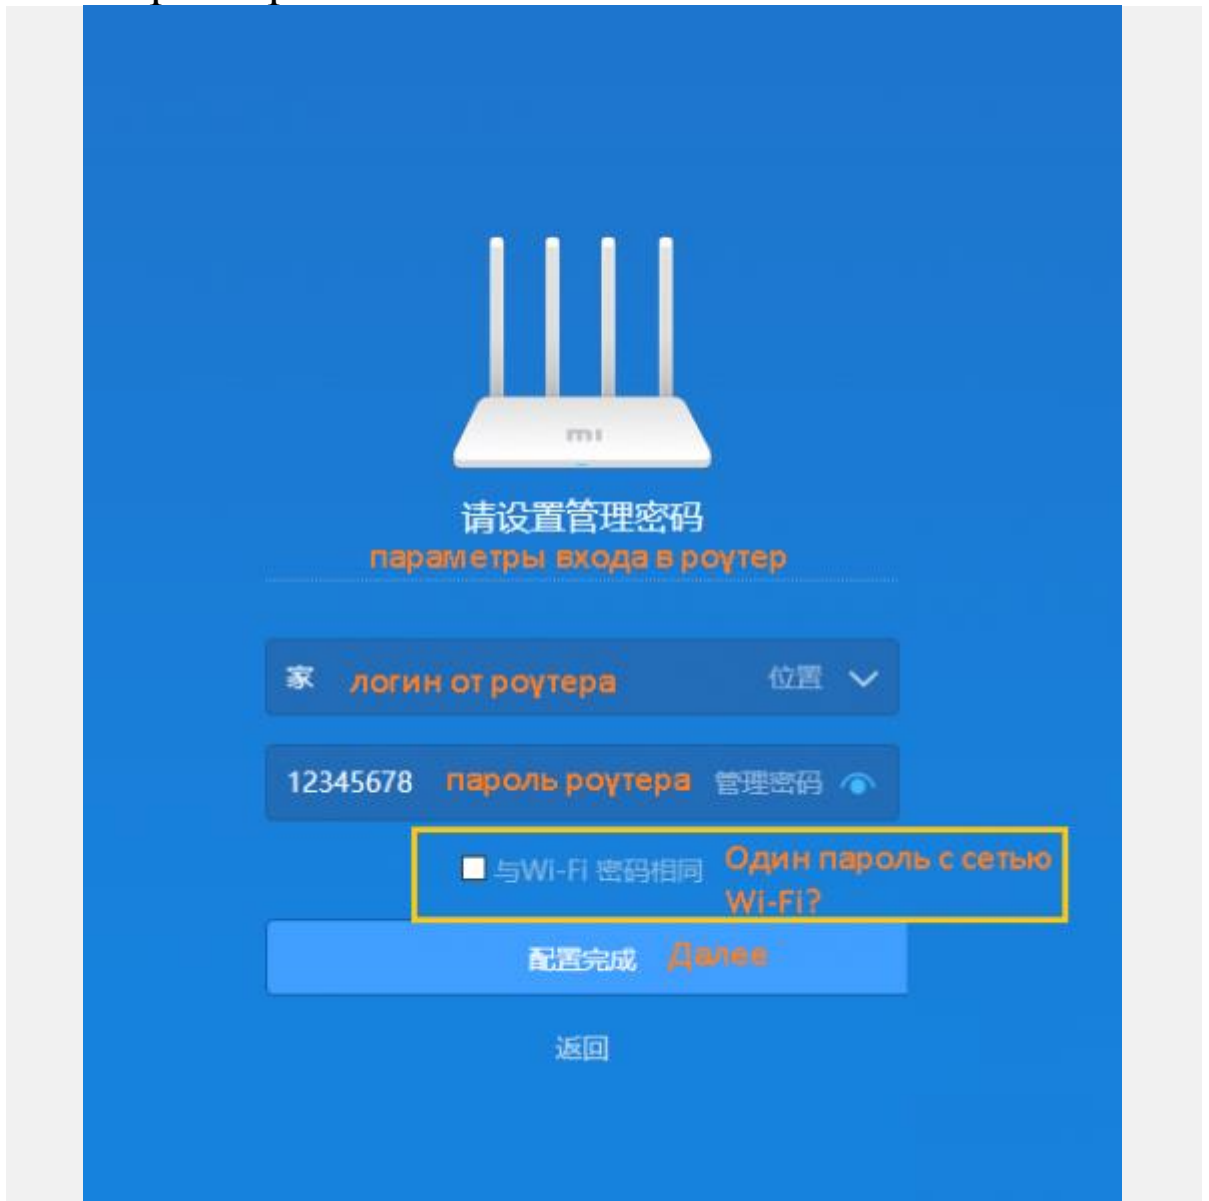 mi
请设置管理密码
параметры входа в роутер
家 логин от роутера 位置
12345678 пароль роутера 管理密码
与Wi-Fi 密码相同 Один пароль с сетью
Wi-Fi?
配置完成 Далее
返回